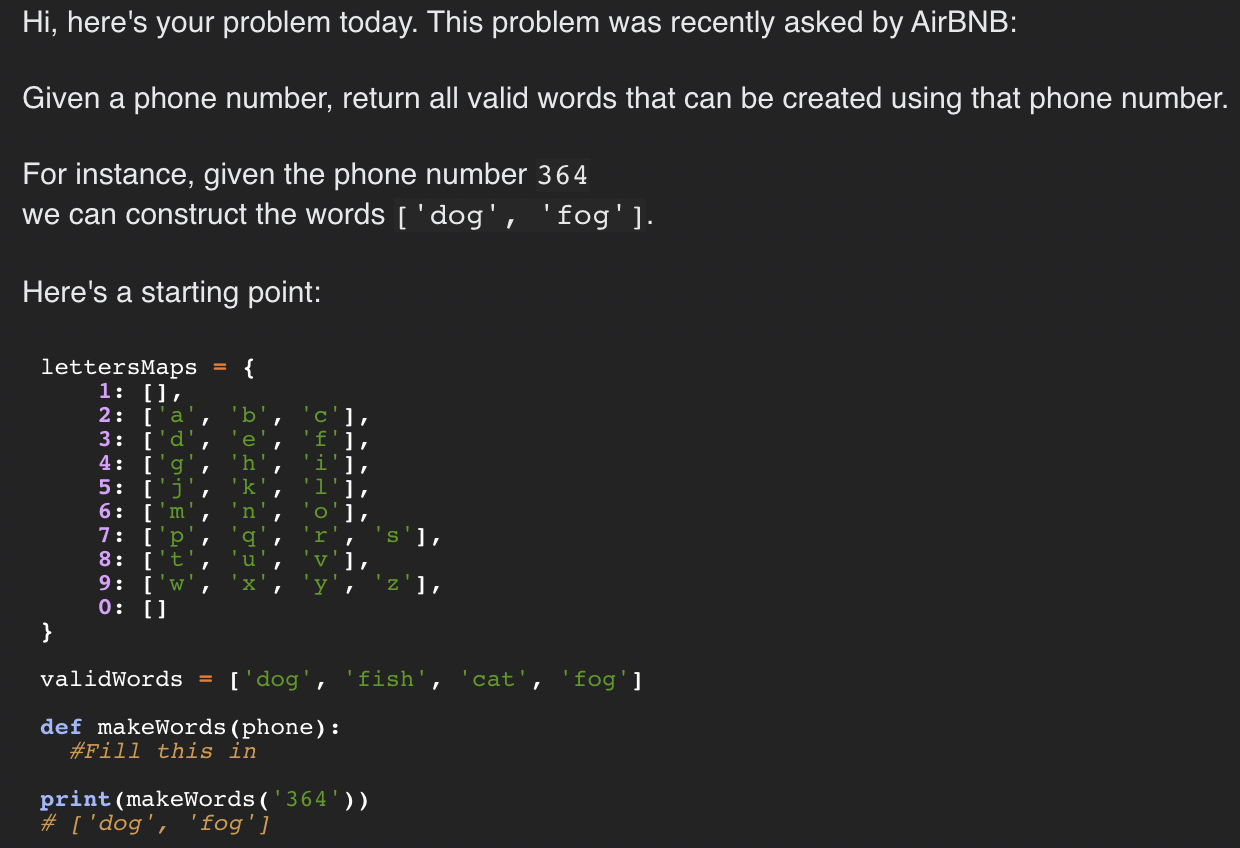 Hi, here's your problem today. This problem was recently asked by AirBNB:
Given a phone number, return all valid words that can be created using that phone number.
For instance, given the phone number 364
we can construct the words ['dog', 'fog'].
Here's a starting point:
lettersMaps = {
    1: [],
    2: ['a', 'b', 'c'],
    3: ['d', 'e', 'f'],
    4: ['g', 'h', 'i'],
    5: ['j', 'k', 'l'],
    6: ['m', 'n', 'o'],
    7: ['p', 'q', 'r', 's'],
    8: ['t', 'u', 'v'],
    9: ['w', 'x', 'y', 'z'],
    0: []
}
validWords = ['dog', 'fish', 'cat', 'fog']
def makeWords(phone):
  #Fill this in
print(makeWords('364'))
# ['dog', 'fog']